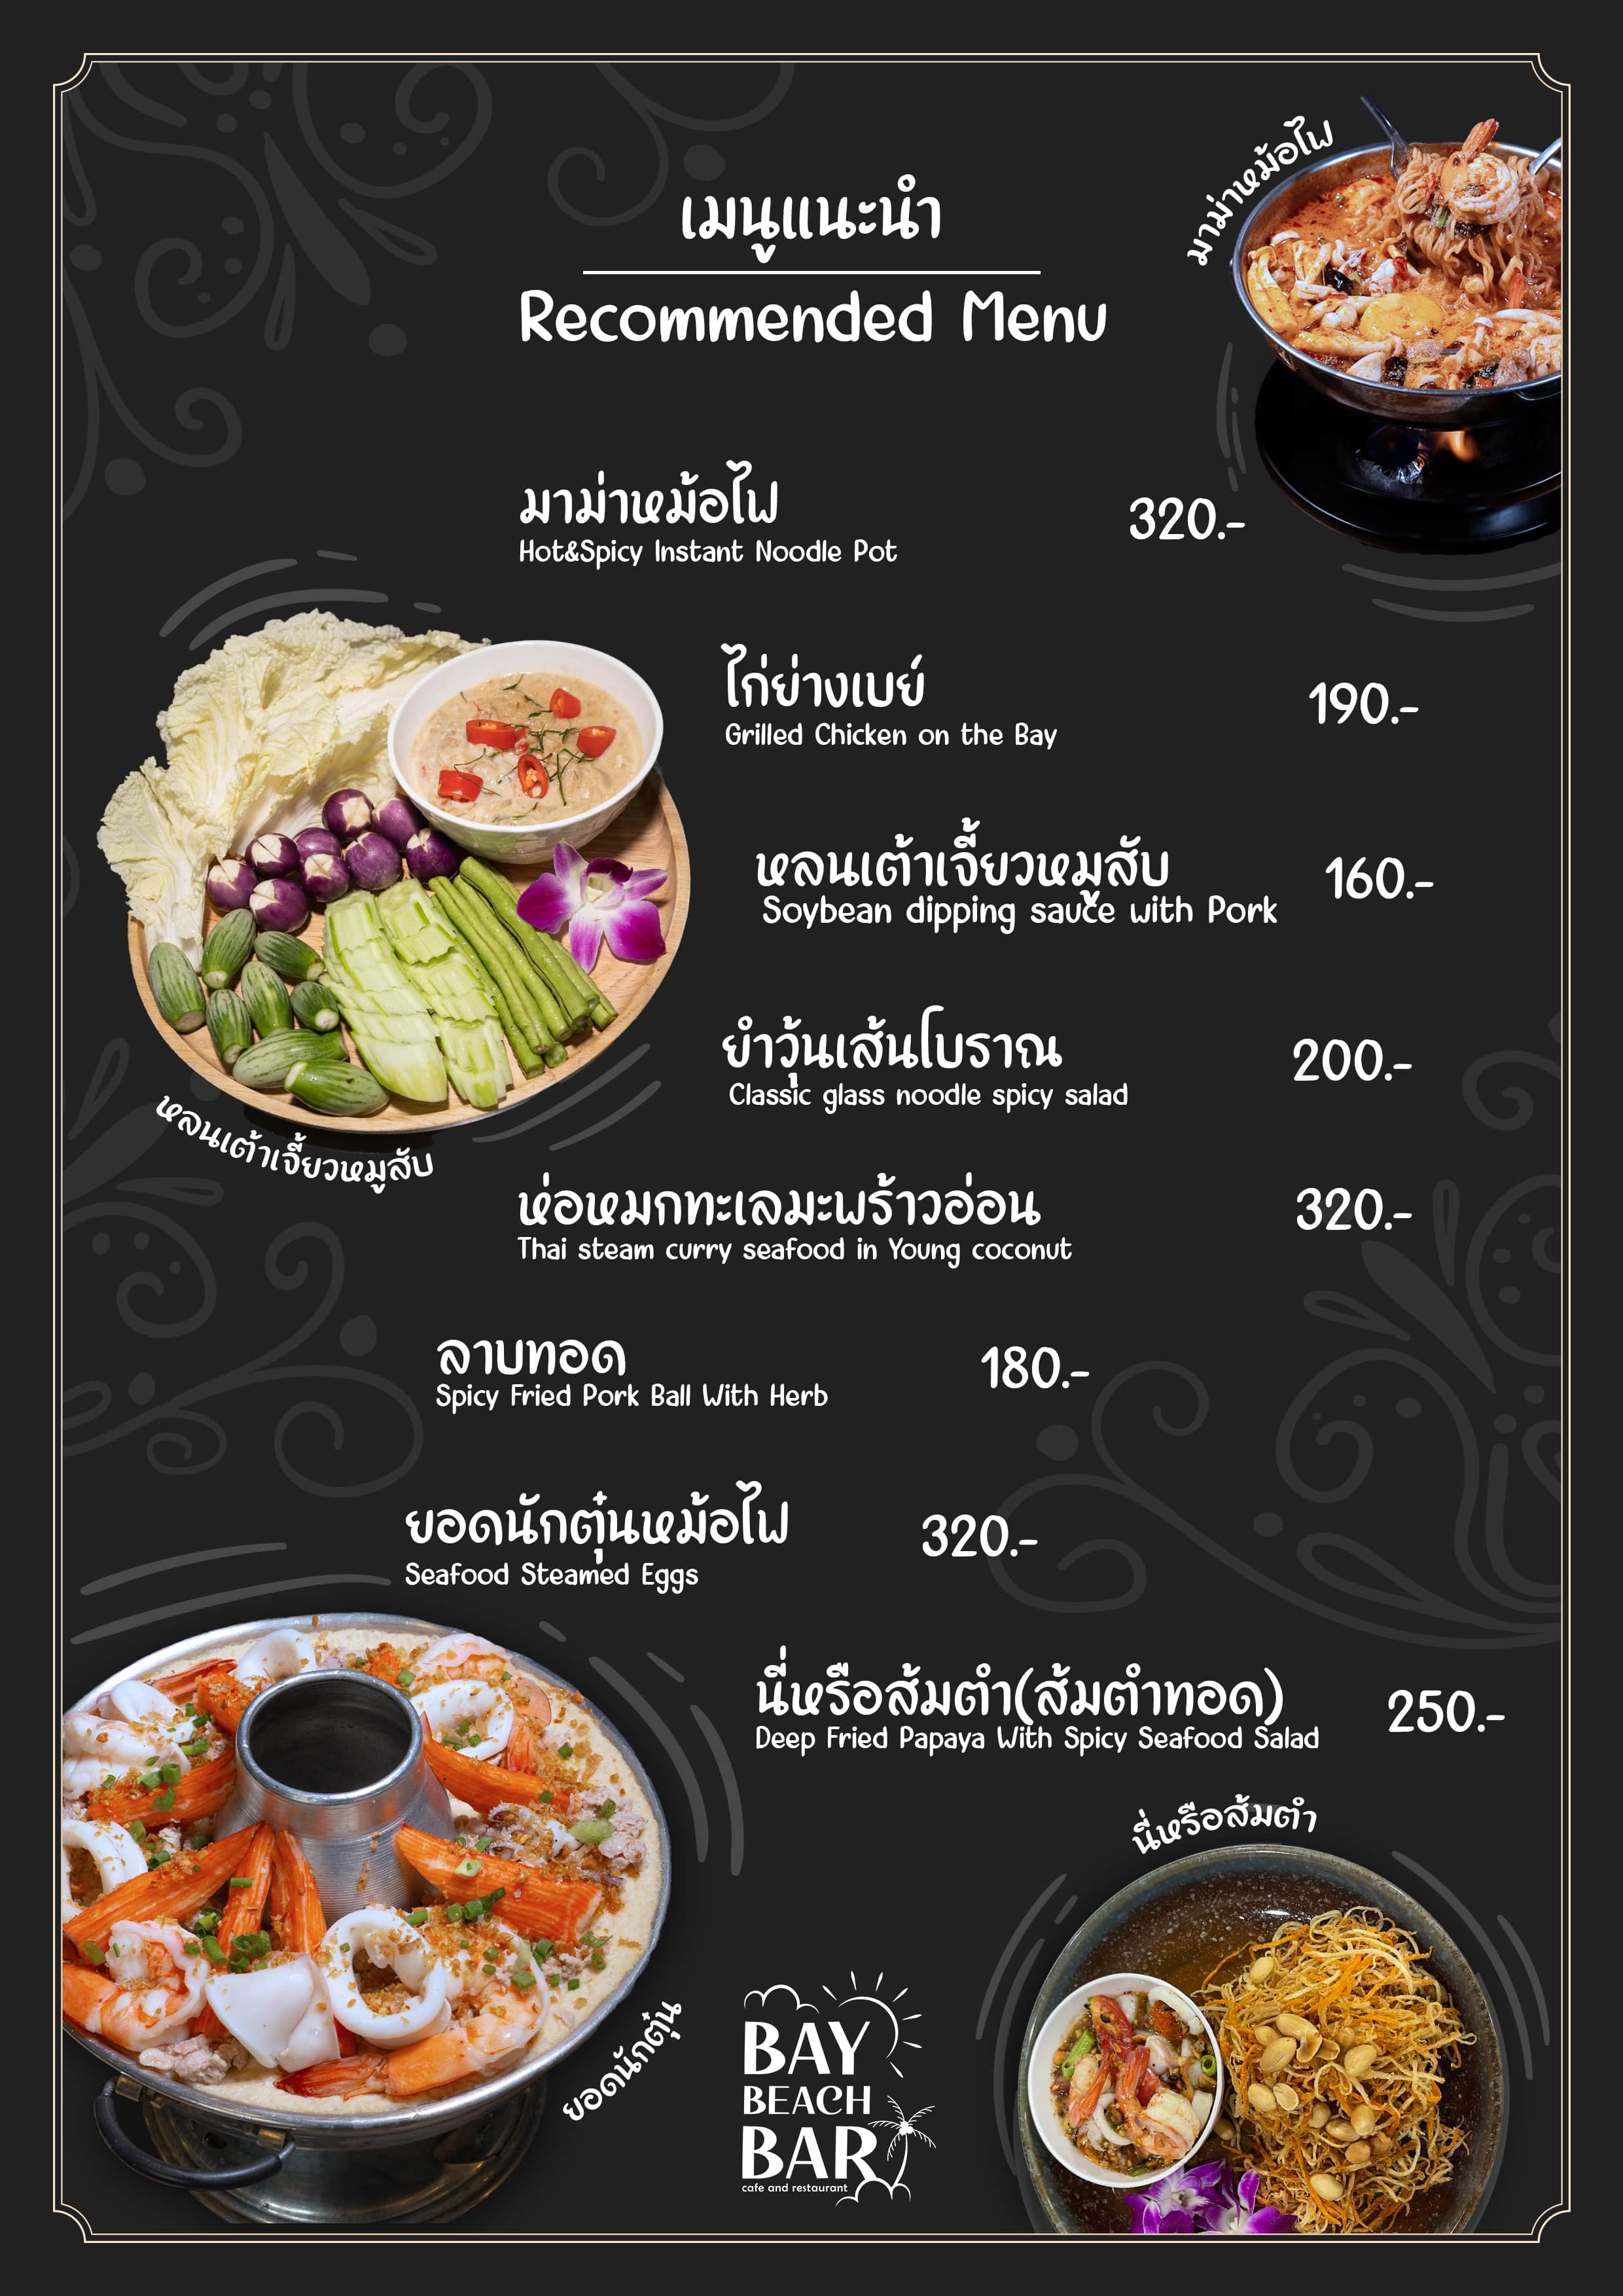 เมนูแนะนำ
Recommended Menu
มาม่าหม้อไฟ
มาม่าหม้อไฟ 320.-
Hot&Spicy Instant Noodle Pot
ไก่ย่างเบย์ 190.-
Grilled Chicken on the Bay
หลนเต้าเจี้ยวหมูสับ 160.-
Soybean dipping sauce with Pork
ยำวุ้นเส้นโบราณ 200.-
Classic glass noodle spicy salad
หลนเต้าเจี้ยวหมูสับ
ห่อหมกทะเลมะพร้าวอ่อน 320.-
Thai steam curry seafood in Young coconut
ลาบทอด 180.-
Spicy Fried Pork Ball With Herb
ยอดนักตุ๋นหม้อไฟ 320.-
Seafood Steamed Eggs
นี่หรือส้มตำ(ส้มตำทอด) 250.-
Deep Fried Papaya With Spicy Seafood Salad
นี่หรือส้มตำ
ยอดนักตุ๋น
BAY
BEACH
BAR
cafe and restaurant